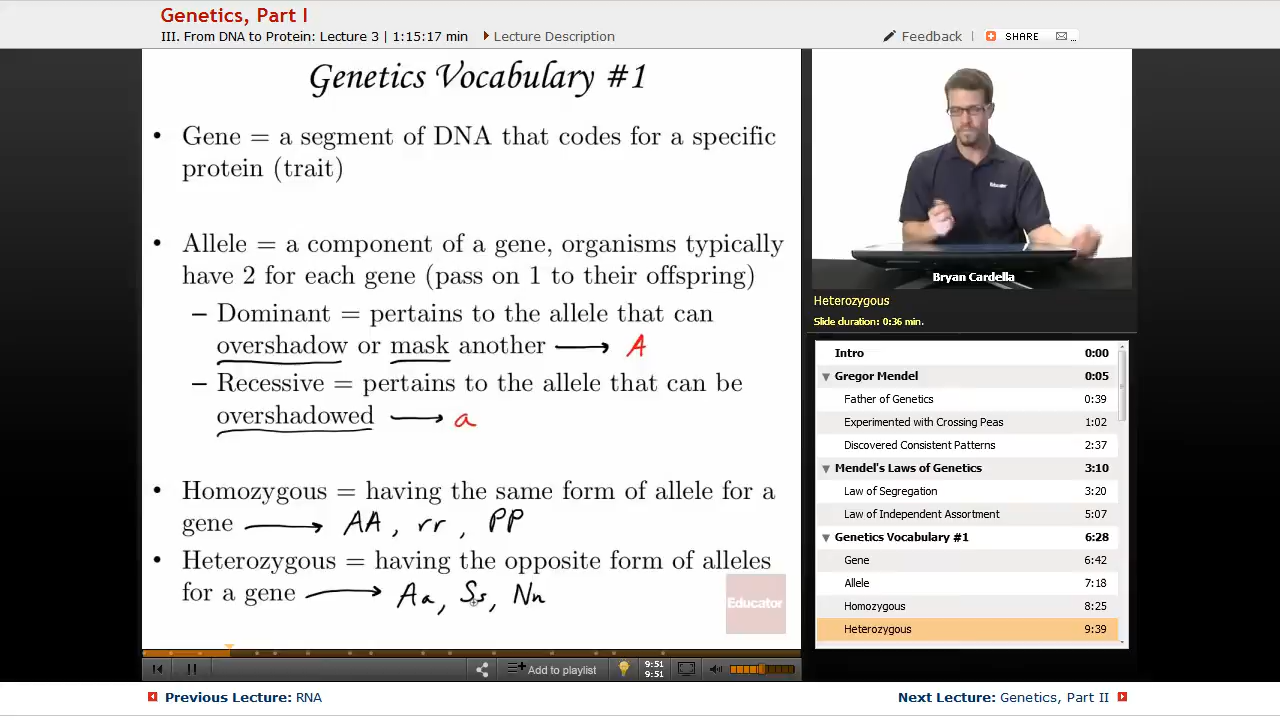 Genetics, Part I
III. From DNA to Protein: Lecture 3 | 1:15:17 min
Lecture Description
Feedback
SHARE
Genetics Vocabulary #1
• Gene = a segment of DNA that codes for a specific
protein (trait)
• Allele = a component of a gene, organisms typically
have 2 for each gene (pass on 1 to their offspring)
– Dominant = pertains to the allele that can
overshadow or mask another → A
– Recessive = pertains to the allele that can be
overshadowed → a
• Homozygous = having the same form of allele for a
gene → AA, rr, PP
• Heterozygous = having the opposite form of alleles
for a gene → Aa, Ss, Nn
Educator
Educator
Bryan Cardella
Heterozygous
Slide duration: 0:36 min.
Intro 0:00
Gregor Mendel 0:05
Father of Genetics 0:39
Experimented with Crossing Peas 1:02
Discovered Consistent Patterns 2:37
Mendel's Laws of Genetics 3:10
Law of Segregation 3:20
Law of Independent Assortment 5:07
Genetics Vocabulary #1 6:28
Gene 6:42
Allele 7:18
Homozygous 8:25
Heterozygous 9:39
Add to playlist
9:51
9:51
Previous Lecture: RNA
Next Lecture: Genetics, Part II